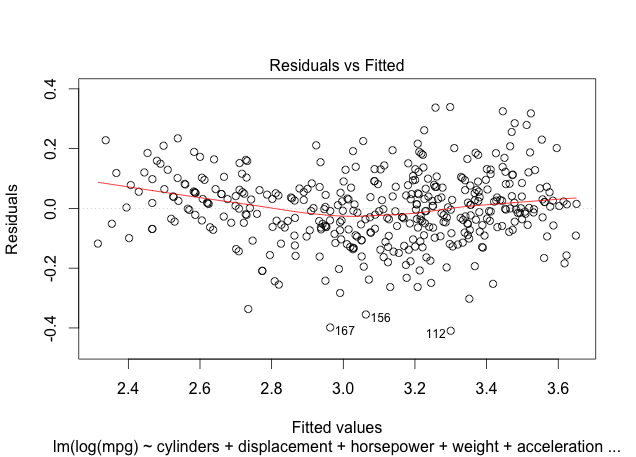 Residuals vs Fitted
Residuals
0.4
0.2
0.0
-0.2
-0.4
167
156
112
2.4 2.6 2.8 3.0 3.2 3.4 3.6
Fitted values
lm(log(mpg) ~ cylinders + displacement + horsepower + weight + acceleration ...